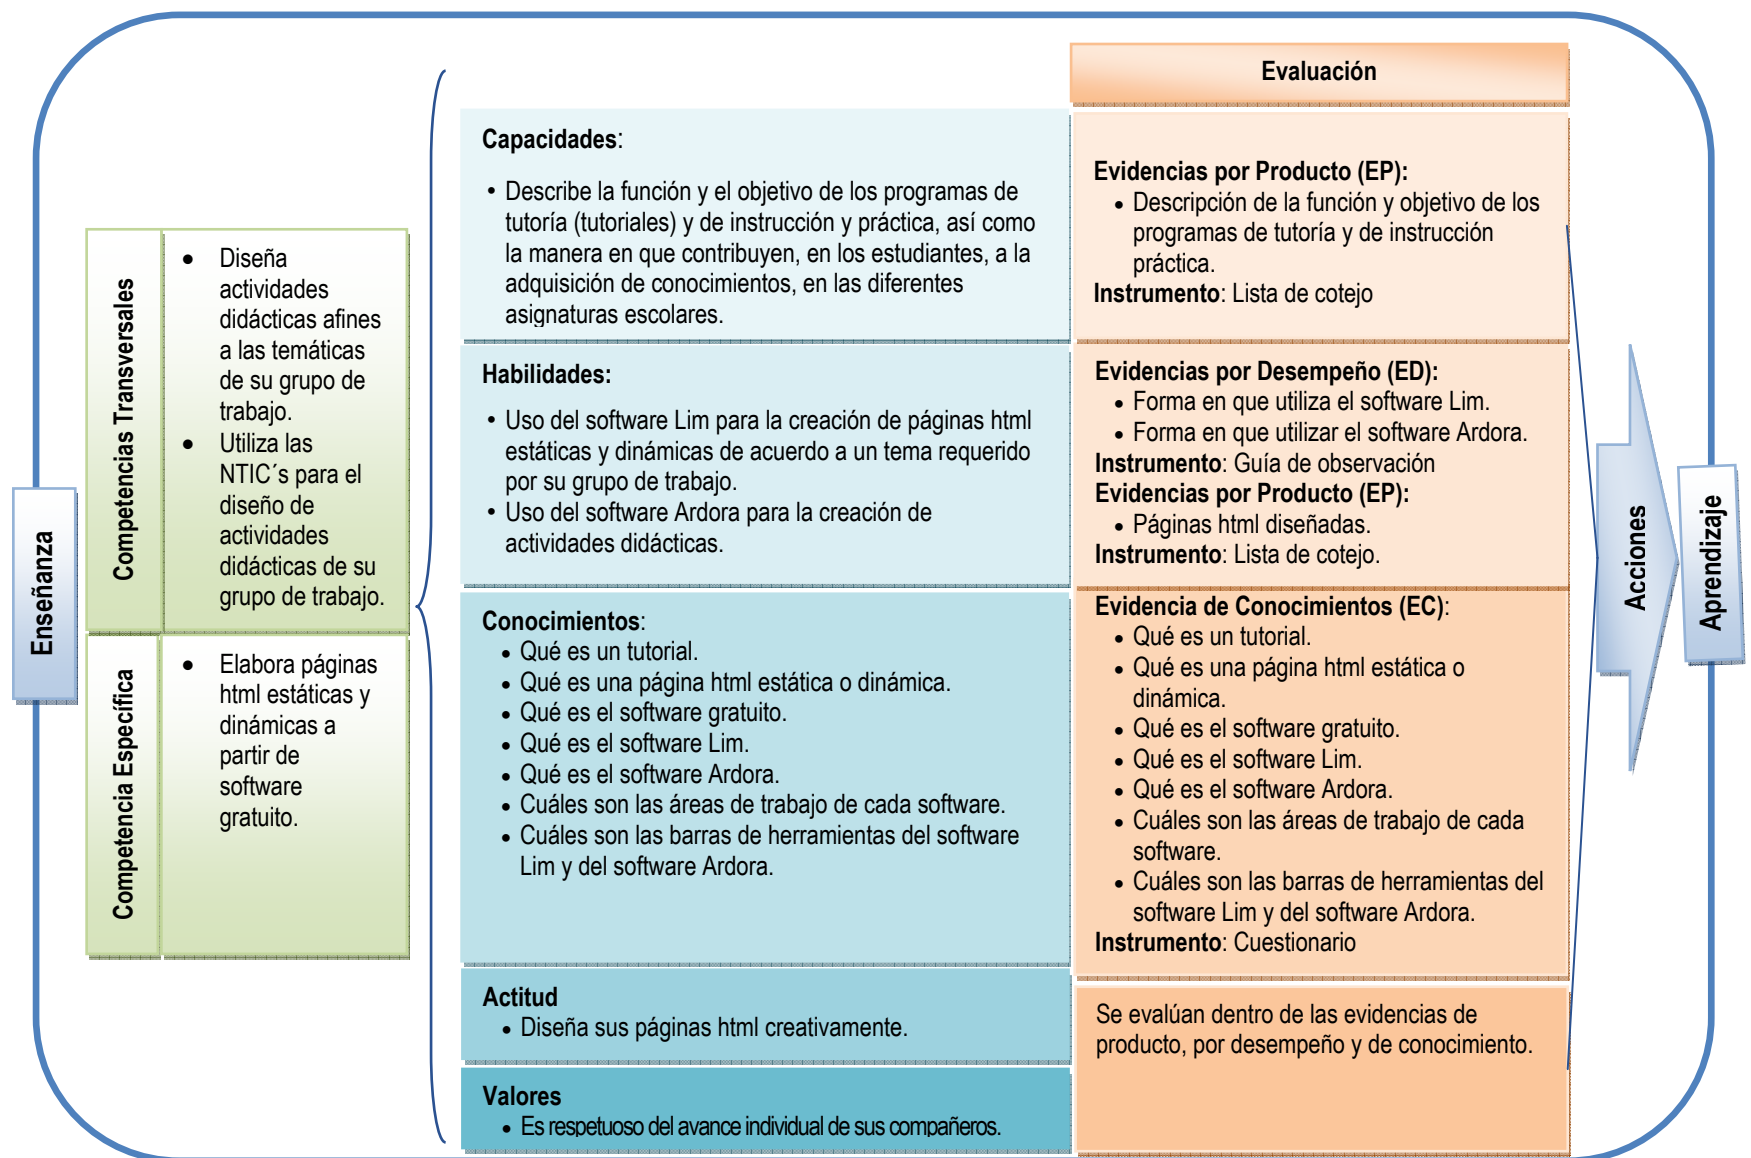 Enseñanza
Competencias Transversales
• Diseña
actividades
didácticas afines
a las temáticas
de su grupo de
trabajo.
• Utiliza las
NTIC´s para el
diseño de
actividades
didácticas de su
grupo de trabajo.
Competencia Específica
• Elabora páginas
html estáticas y
dinámicas a
partir de
software
gratuito.
Capacidades:
• Describe la función y el objetivo de los programas de
tutoría (tutoriales) y de instrucción y práctica, así como
la manera en que contribuyen, en los estudiantes, a la
adquisición de conocimientos, en las diferentes
asignaturas escolares.
Habilidades:
• Uso del software Lim para la creación de páginas html
estáticas y dinámicas de acuerdo a un tema requerido
por su grupo de trabajo.
• Uso del software Ardora para la creación de
actividades didácticas.
Conocimientos:
• Qué es un tutorial.
• Qué es una página html estática o dinámica.
• Qué es el software gratuito.
• Qué es el software Lim.
• Qué es el software Ardora.
• Cuáles son las áreas de trabajo de cada software.
• Cuáles son las barras de herramientas del software
Lim y del software Ardora.
Actitud
• Diseña sus páginas html creativamente.
Valores
• Es respetuoso del avance individual de sus compañeros.
Evaluación
Evidencias por Producto (EP):
• Descripción de la función y objetivo de los
programas de tutoría y de instrucción
práctica.
Instrumento: Lista de cotejo
Evidencias por Desempeño (ED):
• Forma en que utiliza el software Lim.
• Forma en que utilizar el software Ardora.
Instrumento: Guía de observación
Evidencias por Producto (EP):
• Páginas html diseñadas.
Instrumento: Lista de cotejo.
Evidencia de Conocimientos (EC):
• Qué es un tutorial.
• Qué es una página html estática o
dinámica.
• Qué es el software gratuito.
• Qué es el software Lim.
• Qué es el software Ardora.
• Cuáles son las áreas de trabajo de cada
software.
• Cuáles son las barras de herramientas del
software Lim y del software Ardora.
Instrumento: Cuestionario
Se evalúan dentro de las evidencias de
producto, por desempeño y de conocimiento.
Acciones
Aprendizaje